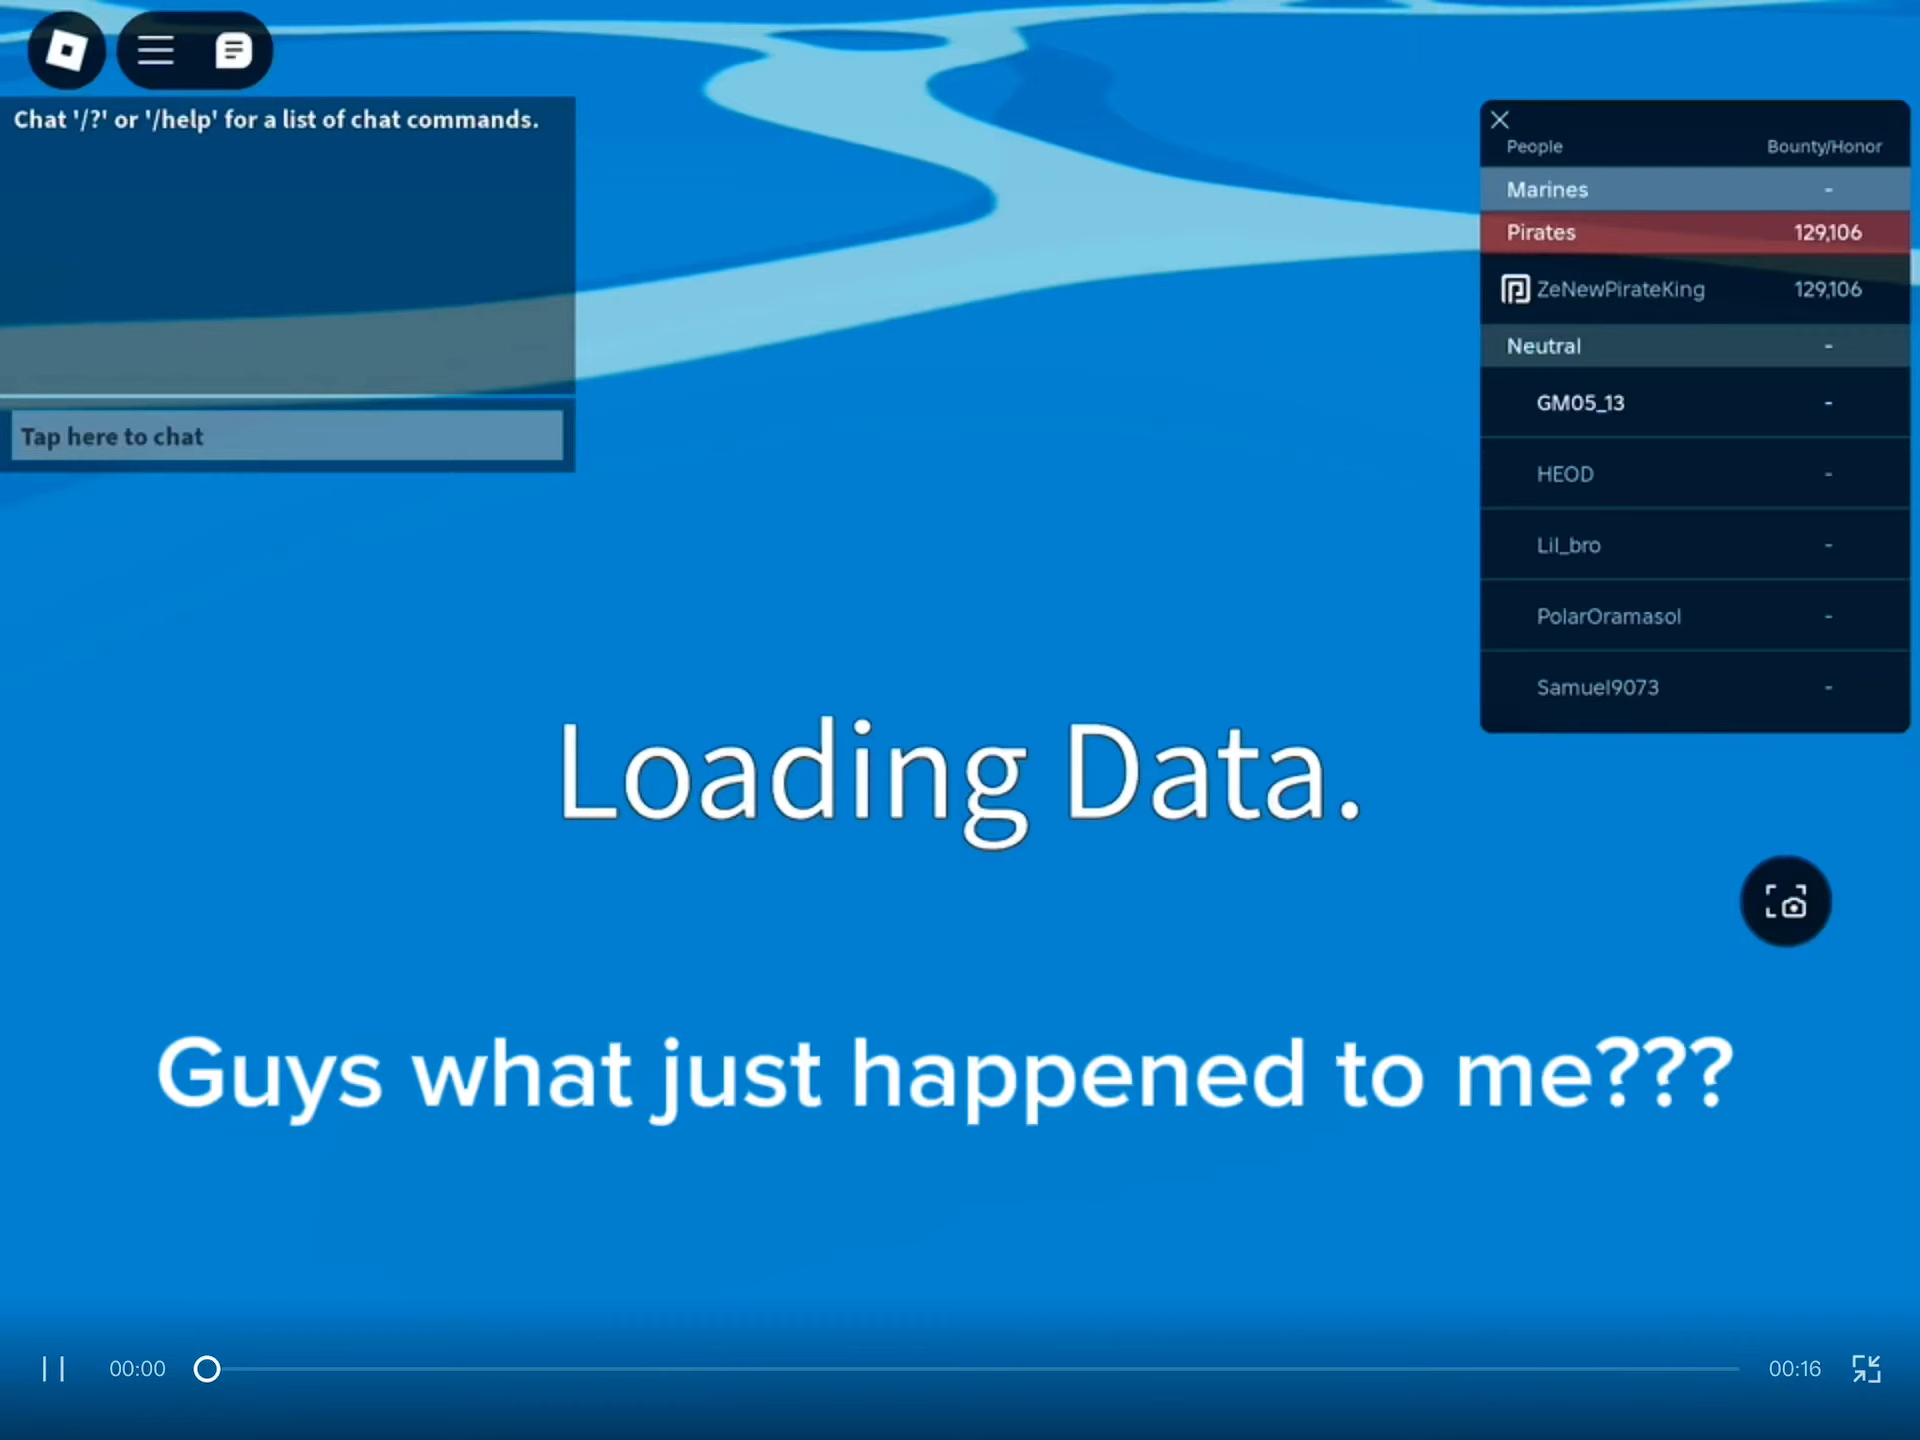 Chat '/?' or '/help' for a list of chat commands.
Tap here to chat
People Bounty/Honor
Marines -
Pirates 129,106
ZeNewPirateKing 129,106
Neutral -
GM05_13 -
HEOD -
Lil_bro -
PolarOramasol -
Samuel9073 -
Loading Data.
Guys what just happened to me???
00:00 00:16